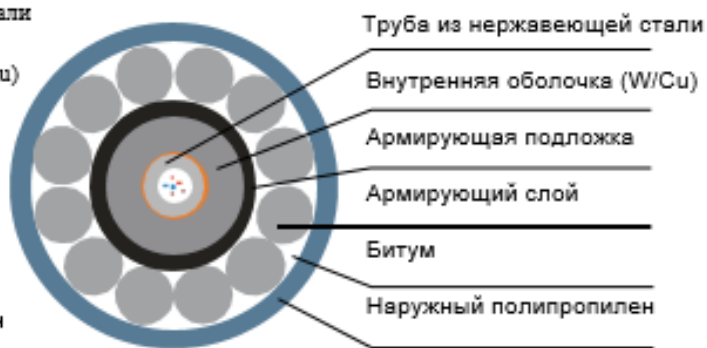 Труба из нержавеющей стали
Внутренняя оболочка (W/Cu)
Армирующая подложка
Армирующий слой
Битум
Наружный полипропилен